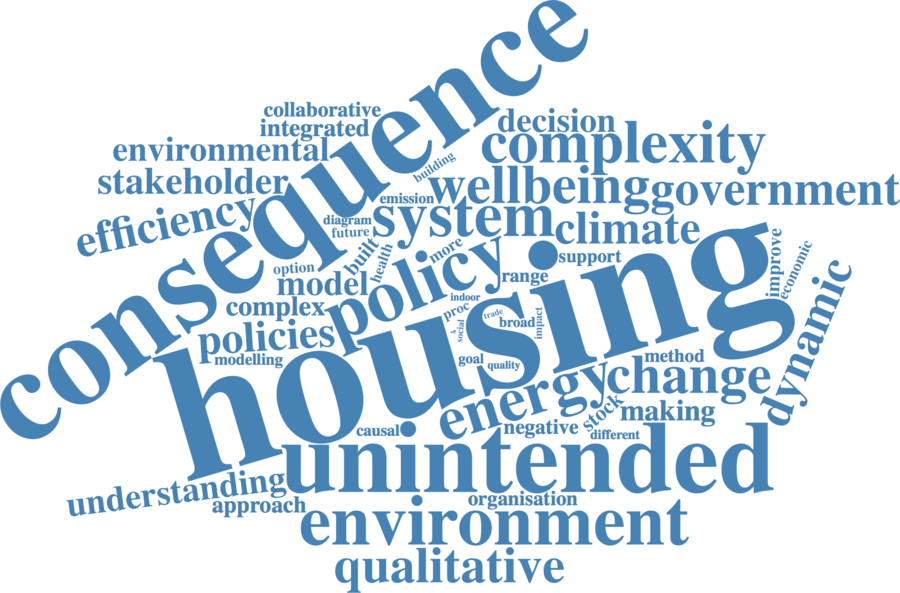 consequence
collaborative
integrated
decision
environmental
complexity
building
stakeholder
emission
wellbeing
government
efficiency
diagram
system
future
climate
built
health
more
support
option
model
policy
range
improve
economic
complex
indoor
proc
trade
broad
impact
social
&
policies
modelling
housing
goal
quality
method
dynamic
energy
change
stock
making
causal
negative
different
unintended
understanding
approach
organisation
environment
qualitative